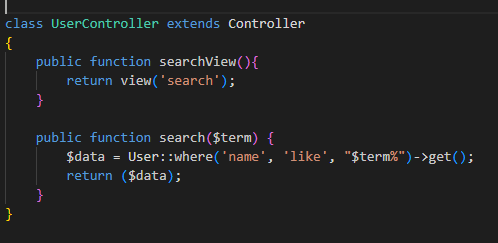 class UserController extends Controller
{
    public function searchView(){
        return view('search');
    }

    public function search($term) {
        $data = User::where('name', 'like', "$term%")->get();
        return ($data);
    }
}